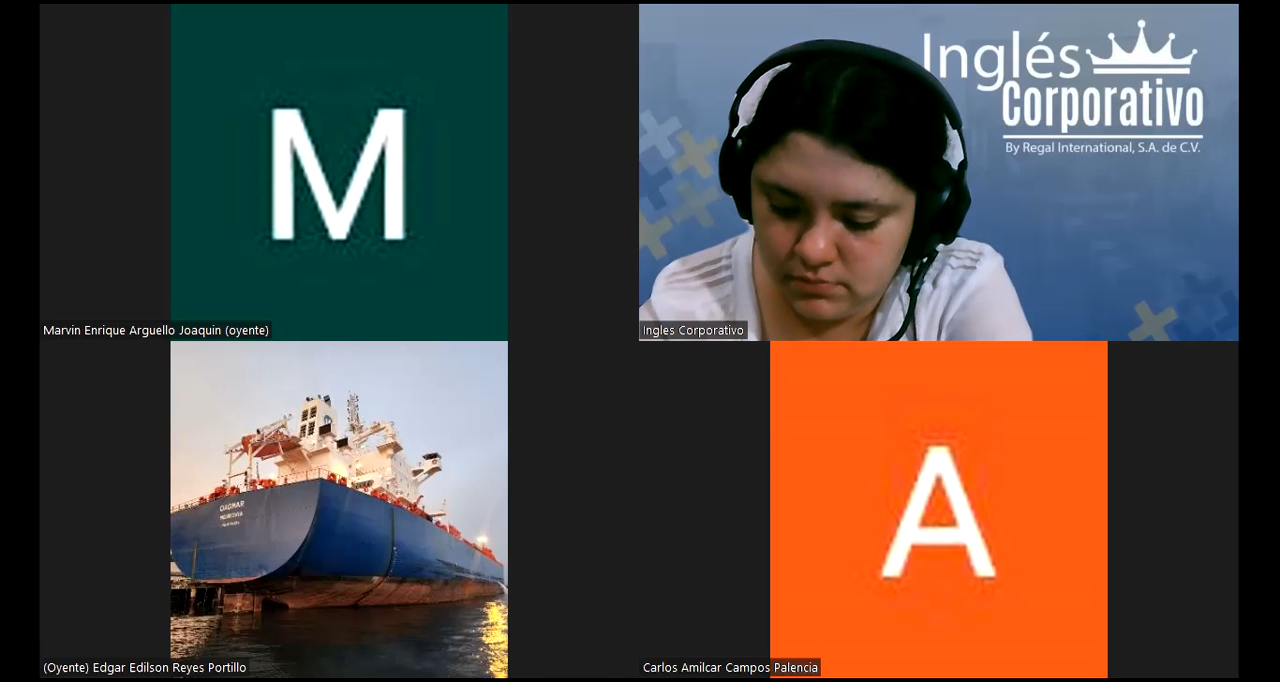 M
Marvin Enrique Arguello Joaquin (oyente)
Inglés
Corporativo
By Regal International, S.A. de C.V.
Ingles Corporativo
DAGMAR
(Oyente) Edgar Edilson Reyes Portillo
A
Carlos Amilcar Campos Palencia